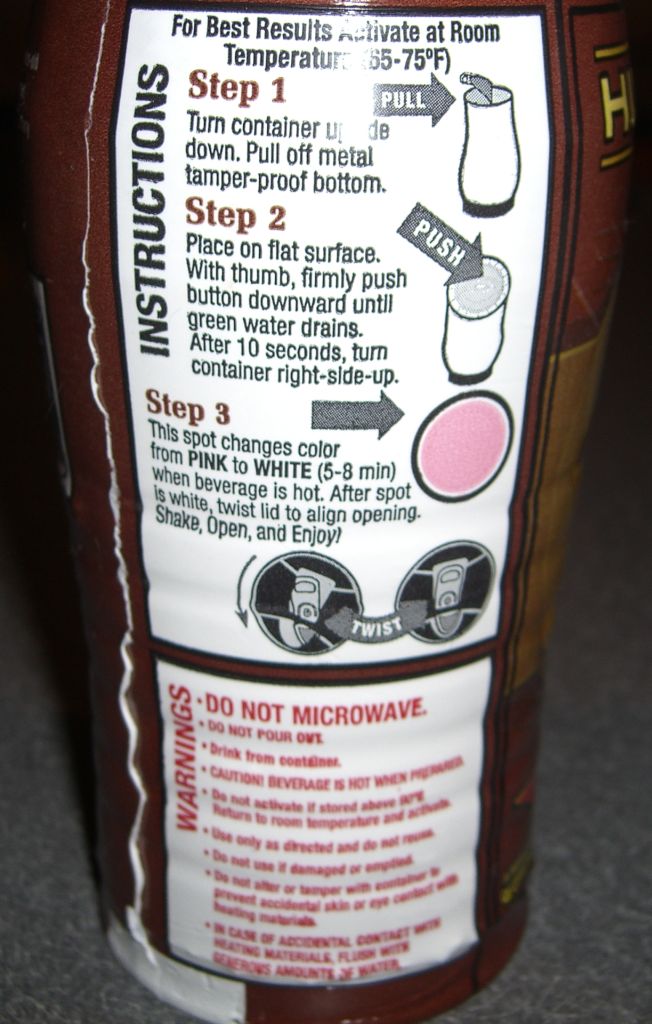 For Best Results Activate at Room
Temperature (65-75ºF)
INSTRUCTIONS
Step 1
PULL
Turn container upside
down. Pull off metal
tamper-proof bottom.
Step 2
PUSH
Place on flat surface.
With thumb, firmly push
button downward until
green water drains.
After 10 seconds, turn
container right-side-up.
Step 3
This spot changes color
from PINK to WHITE (5-8 min)
when beverage is hot. After spot
is white, twist lid to align opening.
Shake, Open, and Enjoy!
TWIST
WARNINGS
• DO NOT MICROWAVE.
• DO NOT POUR OUT.
• Drink from container.
• CAUTION! BEVERAGE IS HOT WHEN PREPARED.
• Do not activate if stored above
Return to room temperature and activate.
• Use only as directed and do not reuse.
• Do not use if damaged or emptied.
• Do not alter or tamper with container to
prevent accidental skin or eye contact with
heating materials.
• IN CASE OF ACCIDENTAL CONTACT WITH
HEATING MATERIALS, FLUSH WITH
GENEROUS AMOUNTS OF WATER.